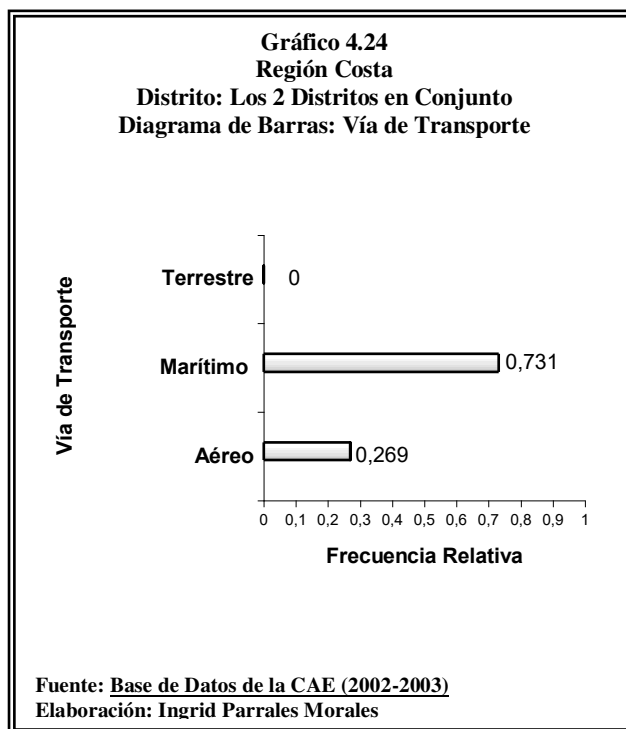 Gráfico 4.24
Región Costa
Distrito: Los 2 Distritos en Conjunto
Diagrama de Barras: Vía de Transporte
Vía de Transporte
Terrestre 0
Marítimo 0,731
Aéreo 0,269
0 0,1 0,2 0,3 0,4 0,5 0,6 0,7 0,8 0,9 1
Frecuencia Relativa
Fuente: Base de Datos de la CAE (2002-2003)
Elaboración: Ingrid Parrales Morales